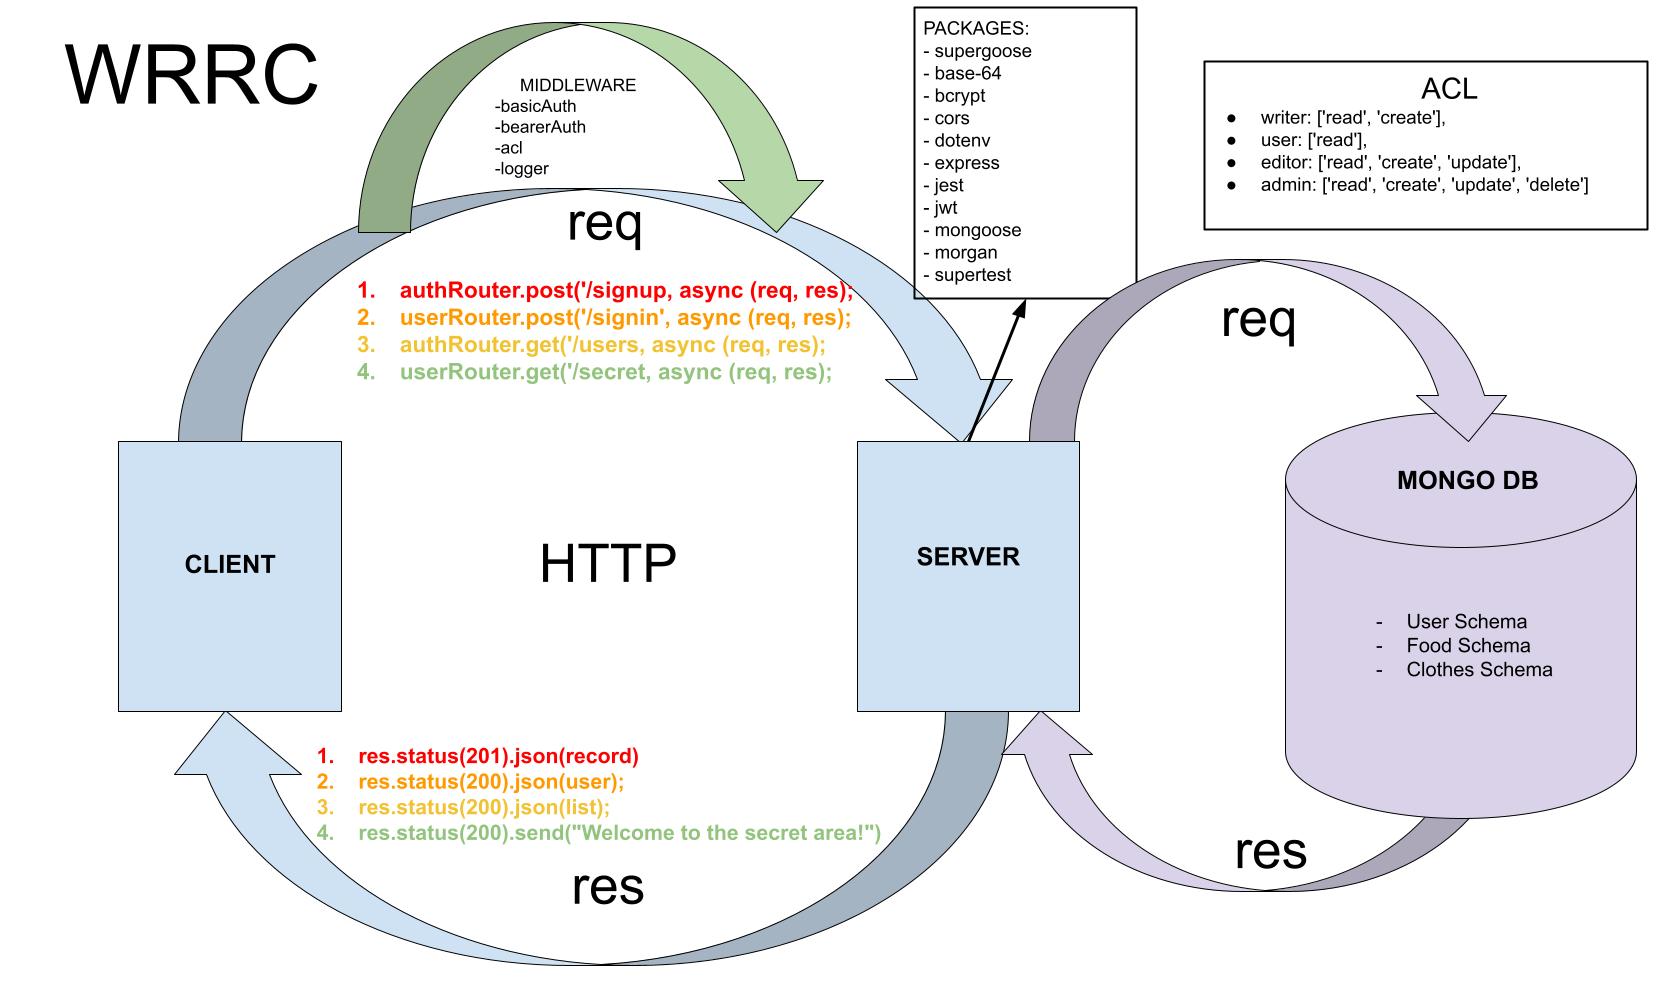 WRRC
MIDDLEWARE
-basicAuth
-bearerAuth
-acl
-logger
PACKAGES:
- supergoose
- base-64
- bcrypt
- cors
- dotenv
- express
- jest
- jwt
- mongoose
- morgan
- supertest
ACL
● writer: ['read', 'create'],
● user: ['read'],
● editor: ['read', 'create', 'update'],
● admin: ['read', 'create', 'update', 'delete']
req
1. authRouter.post('/signup, async (req, res);
2. userRouter.post('/signin', async (req, res);
3. authRouter.get('/users, async (req, res);
4. userRouter.get('/secret, async (req, res);
req
CLIENT
HTTP
SERVER
MONGO DB
- User Schema
- Food Schema
- Clothes Schema
1. res.status(201).json(record)
2. res.status(200).json(user);
3. res.status(200).json(list);
4. res.status(200).send("Welcome to the secret area!")
res
res